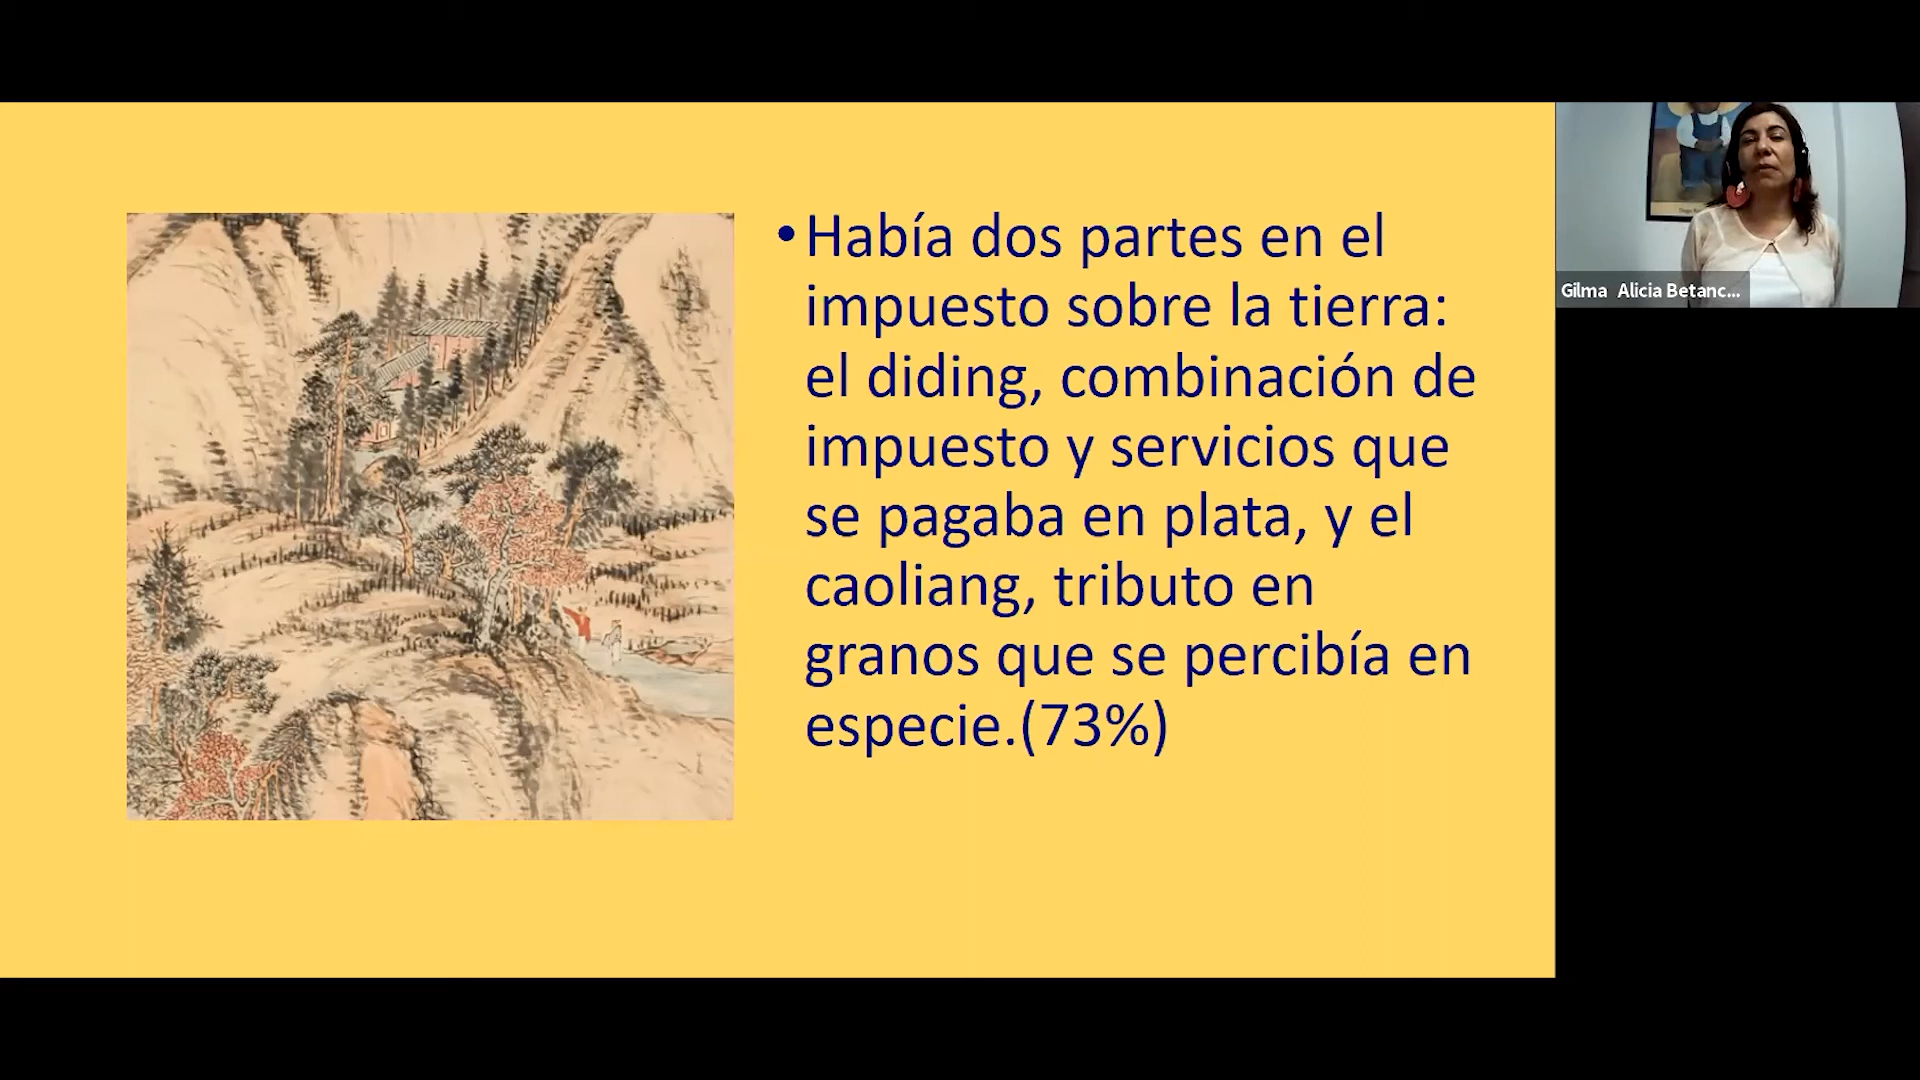 • Había dos partes en el
impuesto sobre la tierra:
el diding, combinación de
impuesto y servicios que
se pagaba en plata, y el
caoliang, tributo en
granos que se percibía en
especie.(73%)
Gilma Alicia Betanc...